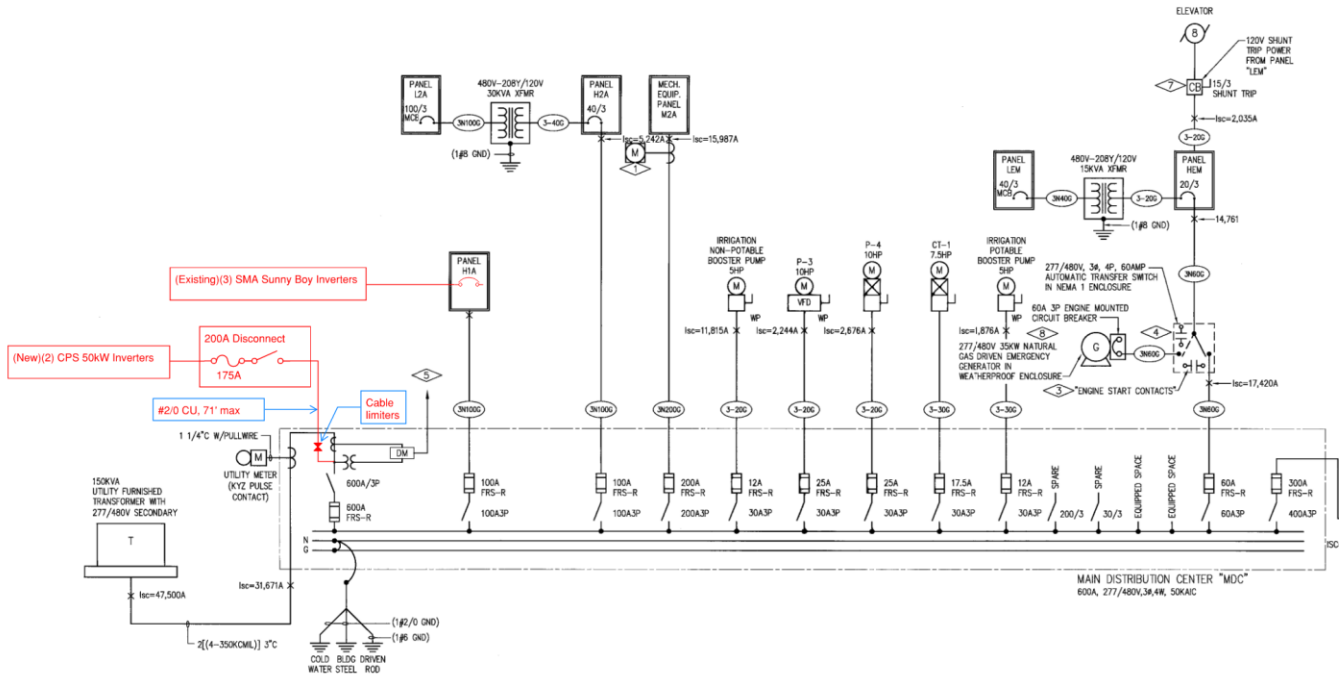 ELEVATOR
8
120V SHUNT
TRIP POWER
FROM PANEL
"LEM"
7
CB
15/3
SHUNT TRIP
Isc=2,035A
3-20G
PANEL
L2A
100/3
MCB
3N100G
480V-208Y/120V
30KVA XFMR
(1#8 GND)
3-40G
PANEL
H2A
40/3
MECH.
EQUIP.
PANEL
M2A
Isc=5,242A
Isc=15,987A
M
1
PANEL
LEM
40/3
MCB
3N40G
480V-208Y/120V
15KVA XFMR
(1#8 GND)
3-20G
PANEL
HEM
20/3
14,761
3N60G
PANEL
H1A
(Existing)(3) SMA Sunny Boy Inverters
(New)(2) CPS 50kW Inverters
200A Disconnect
175A
#2/0 CU, 71' max
Cable
limiters
5
IRRIGATION
NON-POTABLE
BOOSTER PUMP
5HP
M
WP
Isc=11,815A
P-3
10HP
M
VFD
WP
Isc=2,244A
P-4
10HP
M
Isc=2,676A
CT-1
7.5HP
M
IRRIGATION
POTABLE
BOOSTER PUMP
5HP
M
WP
Isc=1,876A
277/480V, 3ø, 4P, 60AMP
AUTOMATIC TRANSFER SWITCH
IN NEMA 1 ENCLOSURE
60A 3P ENGINE MOUNTED
CIRCUIT BREAKER
8
4
G
3N60G
277/480V 35KW NATURAL
GAS DRIVEN EMERGENCY
GENERATOR IN
WEATHERPROOF ENCLOSURE
3
"ENGINE START CONTACTS"
Isc=17,420A
3N100G
3N100G
3N200G
3-20G
3-20G
3-20G
3-30G
3-30G
3N60G
1 1/4"C W/PULLWIRE
M
UTILITY METER
(KYZ PULSE
CONTACT)
DM
600A/3P
600A
FRS-R
100A
FRS-R
100A3P
100A
FRS-R
100A3P
200A
FRS-R
200A3P
12A
FRS-R
30A3P
25A
FRS-R
30A3P
25A
FRS-R
30A3P
17.5A
FRS-R
30A3P
12A
FRS-R
30A3P
SPARE
200/3
SPARE
30/3
EQUIPPED SPACE
EQUIPPED SPACE
60A
FRS-R
60A3P
300A
FRS-R
400A3P
ISC
150KVA
UTILITY FURNISHED
TRANSFORMER WITH
277/480V SECONDARY
T
N
G
Isc=31,671A
Isc=47,500A
2[(4-350KCMIL)] 3"C
(1#2/0 GND)
(1#6 GND)
COLD
WATER
BLDG
STEEL
DRIVEN
ROD
MAIN DISTRIBUTION CENTER "MDC"
600A, 277/480V,3ø,4W, 50KAIC